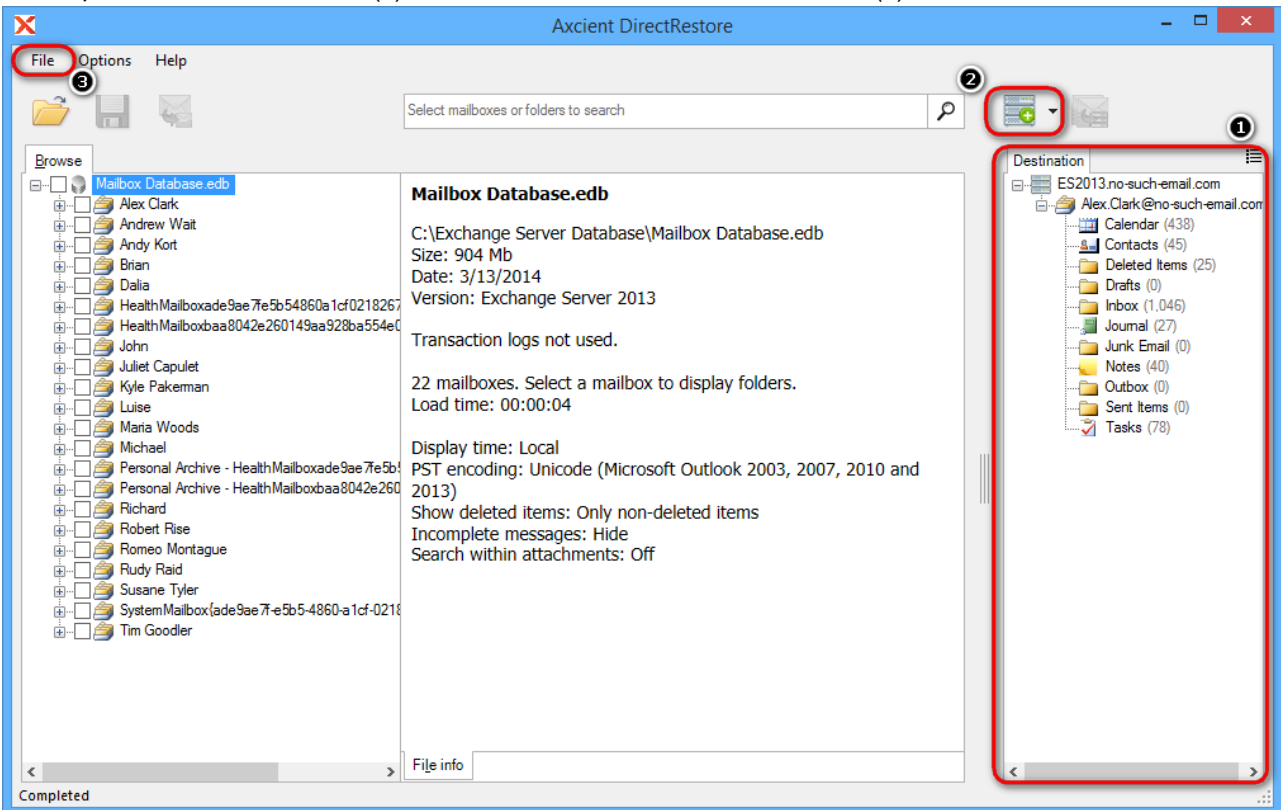 Axcient DirectRestore
File Options Help
3
2
Select mailboxes or folders to search
1
Browse
Mailbox Database.edb
Alex Clark
Andrew Wait
Andy Kort
Brian
Dalia
HealthMailboxade9ae7fe5b54860a1cf0218267
HealthMailboxbaa8042e260149aa928ba554e0
John
Juliet Capulet
Kyle Pakerman
Luise
Maria Woods
Michael
Personal Archive - HealthMailboxade9ae7fe5b5
Personal Archive - HealthMailboxbaa8042e260
Richard
Robert Rise
Romeo Montague
Rudy Raid
Susane Tyler
SystemMailbox{ade9ae7f-e5b5-4860-a1cf-0218
Tim Goodler
Mailbox Database.edb
C:\Exchange Server Database\Mailbox Database.edb
Size: 904 Mb
Date: 3/13/2014
Version: Exchange Server 2013
Transaction logs not used.
22 mailboxes. Select a mailbox to display folders.
Load time: 00:00:04
Display time: Local
PST encoding: Unicode (Microsoft Outlook 2003, 2007, 2010 and
2013)
Show deleted items: Only non-deleted items
Incomplete messages: Hide
Search within attachments: Off
File info
Destination
ES2013.no-such-email.com
Alex.Clark@no-such-email.com
Calendar (438)
Contacts (45)
Deleted Items (25)
Drafts (0)
Inbox (1,046)
Journal (27)
Junk Email (0)
Notes (40)
Outbox (0)
Sent Items (0)
Tasks (78)
Completed